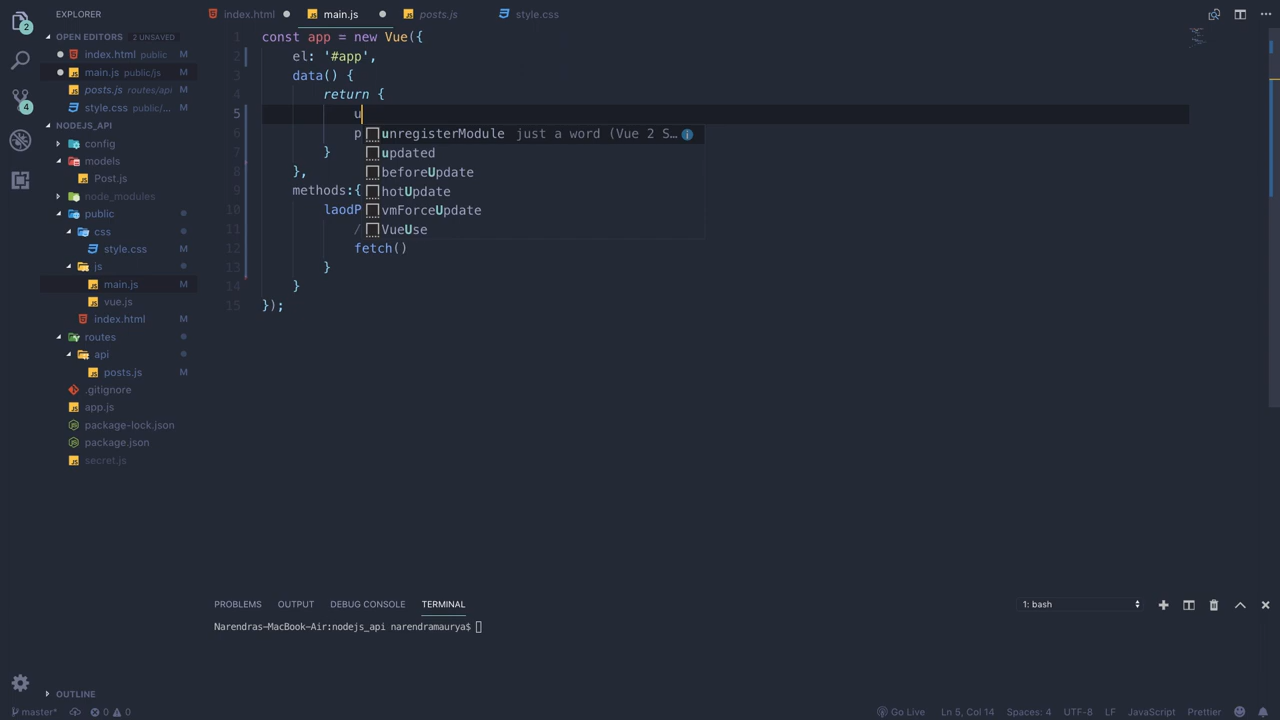 EXPLORER
index.html
main.js
posts.js
style.css
OPEN EDITORS 2 UNSAVED
index.html public M
main.js public/js M
posts.js routes/api M
style.css public/... M
NODEJS_API
config
models
Post.js
node_modules
public
css
style.css M
js
main.js M
vue.js
index.html
routes
api
posts.js M
.gitignore
app.js
package-lock.json
package.json
secret.js
OUTLINE
2
4
1 const app = new Vue({
2 el: '#app',
3 data() {
4 return {
5 u
6 p
7 }
8 },
9 methods:{
10 laodP
11 /
12 fetch()
13 }
14 }
15 });
unregisterModule just a word (Vue 2 S…
updated
beforeUpdate
hotUpdate
vmForceUpdate
VueUse
PROBLEMS OUTPUT DEBUG CONSOLE TERMINAL 1: bash
Narendras-MacBook-Air:nodejs_api narendramaurya$
master* 0 0 Go Live Ln 5, Col 14 Spaces: 4 UTF-8 LF JavaScript Prettier